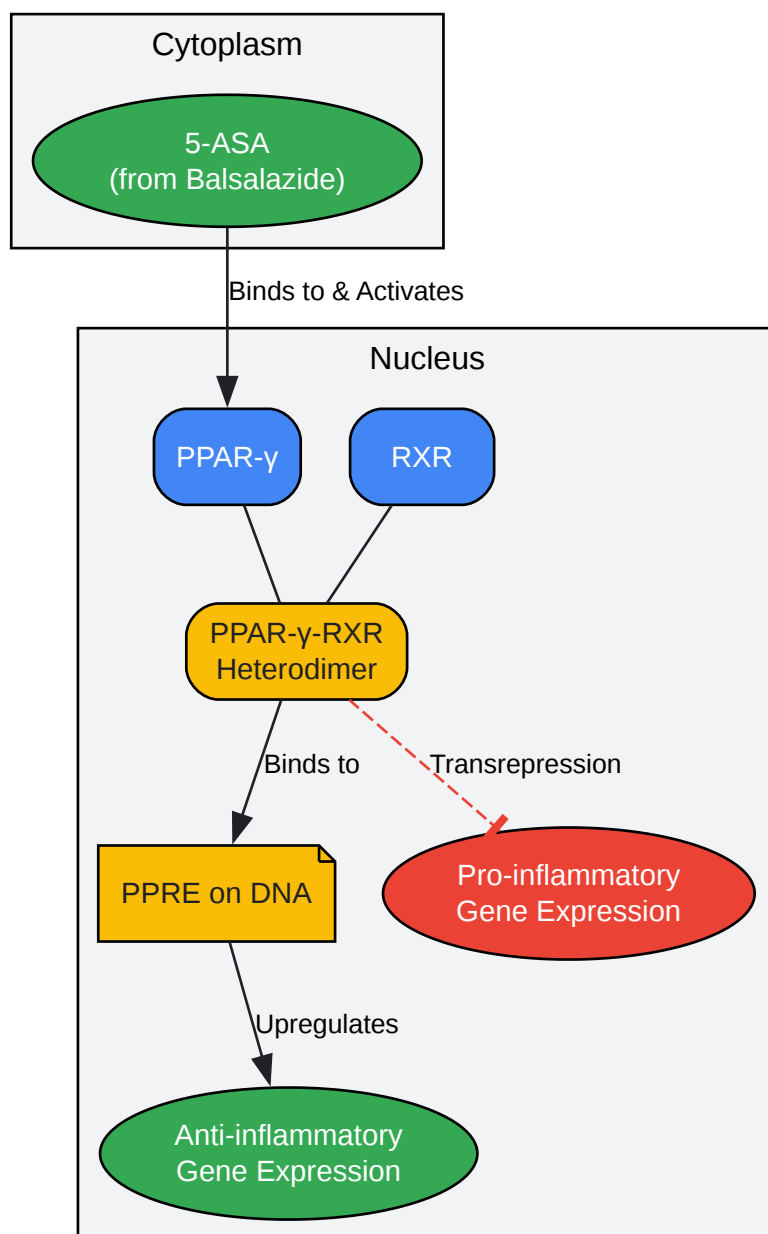 Cytoplasm
5-ASA
(from Balsalazide)
Binds to & Activates
Nucleus
PPAR-γ
RXR
PPAR-γ-RXR
Heterodimer
Binds to
Transrepression
PPRE on DNA
Pro-inflammatory
Gene Expression
Upregulates
Anti-inflammatory
Gene Expression